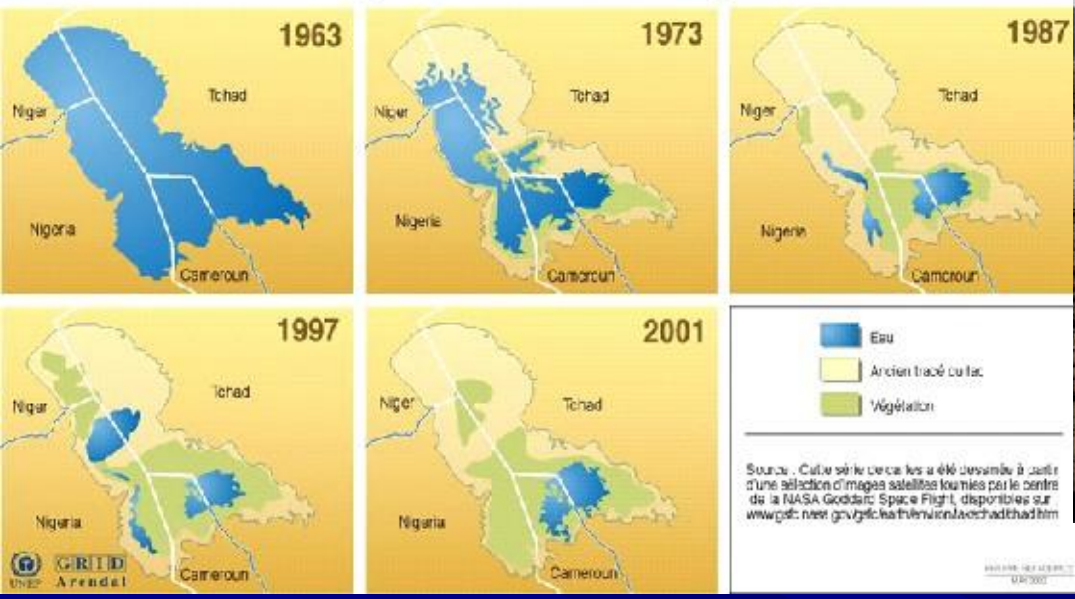 1963
Tchad
Niger
Nigeria
Cameroun
1973
Tchad
Niger
Nigeria
Cameroun
1987
Tchad
Niger
Nigeria
Cameroun
1997
Tchad
Niger
Nigeria
Cameroun
UNEP
GRID
Arendal
2001
Tchad
Niger
Nigeria
Cameroun
Eau
Ancien tracé du lac
Végétation
Source : Cette série de cartes a été dessinée à partir
d'une sélection d'images satellites fournies par le centre
de la NASA Goddard Space Flight, disponibles sur